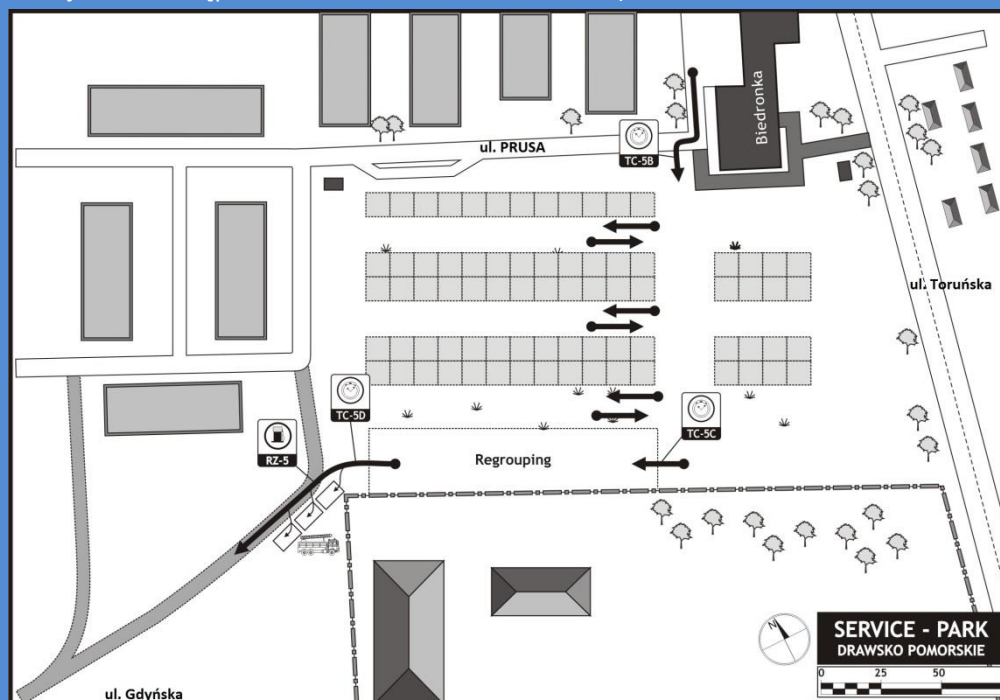 Biedronka
ul. PRUSA
TC-5B
ul. Toruńska
TC-5D
TC-5C
RZ-5
Regrouping
N
SERVICE - PARK
DRAWSKO POMORSKIE
0 25 50
ul. Gdyńska